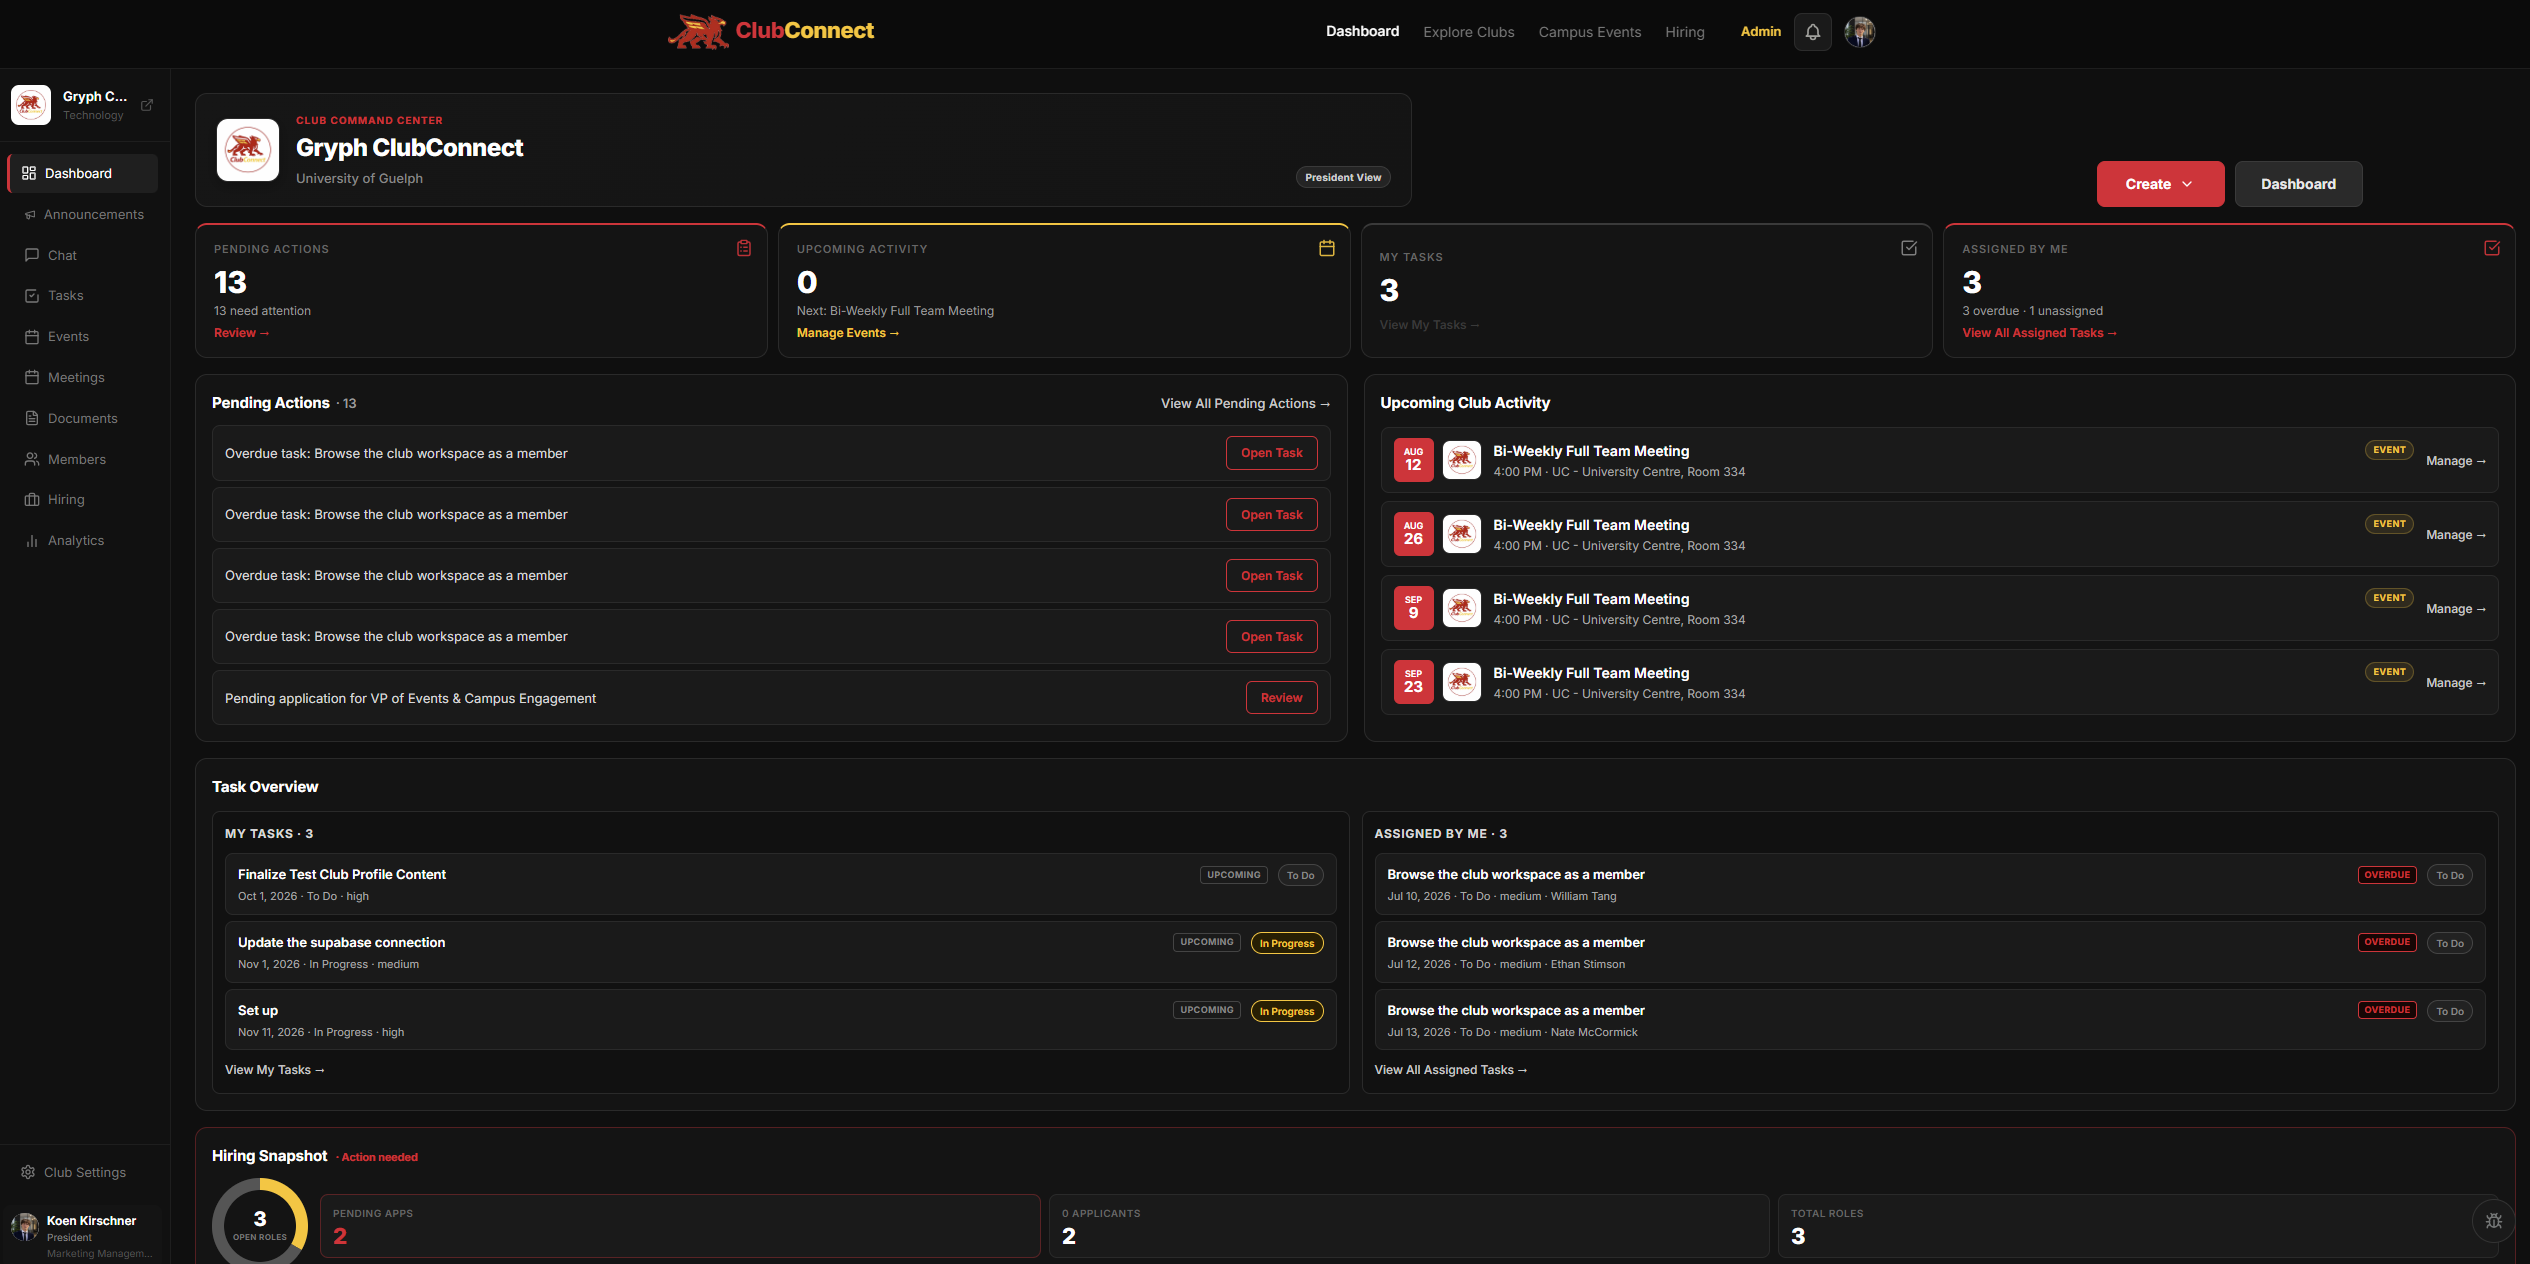 ClubConnect
Dashboard
Explore Clubs
Campus Events
Hiring
Admin
Gryph C...
Technology
Dashboard
Announcements
Chat
Tasks
Events
Meetings
Documents
Members
Hiring
Analytics
Club Settings
Koen Kirschner
President
Marketing Managem...
CLUB COMMAND CENTER
Gryph ClubConnect
University of Guelph
President View
Create
Dashboard
PENDING ACTIONS
13
13 need attention
Review →
UPCOMING ACTIVITY
0
Next: Bi-Weekly Full Team Meeting
Manage Events →
MY TASKS
3
View My Tasks →
ASSIGNED BY ME
3
3 overdue · 1 unassigned
View All Assigned Tasks →
Pending Actions · 13
View All Pending Actions →
Overdue task: Browse the club workspace as a member
Open Task
Overdue task: Browse the club workspace as a member
Open Task
Overdue task: Browse the club workspace as a member
Open Task
Overdue task: Browse the club workspace as a member
Open Task
Pending application for VP of Events & Campus Engagement
Review
Upcoming Club Activity
AUG
12
Bi-Weekly Full Team Meeting
4:00 PM · UC - University Centre, Room 334
EVENT
Manage →
AUG
26
Bi-Weekly Full Team Meeting
4:00 PM · UC - University Centre, Room 334
EVENT
Manage →
SEP
9
Bi-Weekly Full Team Meeting
4:00 PM · UC - University Centre, Room 334
EVENT
Manage →
SEP
23
Bi-Weekly Full Team Meeting
4:00 PM · UC - University Centre, Room 334
EVENT
Manage →
Task Overview
MY TASKS · 3
Finalize Test Club Profile Content
Oct 1, 2026 · To Do · high
UPCOMING
To Do
Update the supabase connection
Nov 1, 2026 · In Progress · medium
UPCOMING
In Progress
Set up
Nov 11, 2026 · In Progress · high
UPCOMING
In Progress
View My Tasks →
ASSIGNED BY ME · 3
Browse the club workspace as a member
Jul 10, 2026 · To Do · medium · William Tang
OVERDUE
To Do
Browse the club workspace as a member
Jul 12, 2026 · To Do · medium · Ethan Stimson
OVERDUE
To Do
Browse the club workspace as a member
Jul 13, 2026 · To Do · medium · Nate McCormick
OVERDUE
To Do
View All Assigned Tasks →
Hiring Snapshot · Action needed
3
OPEN ROLES
PENDING APPS
2
0 APPLICANTS
2
TOTAL ROLES
3